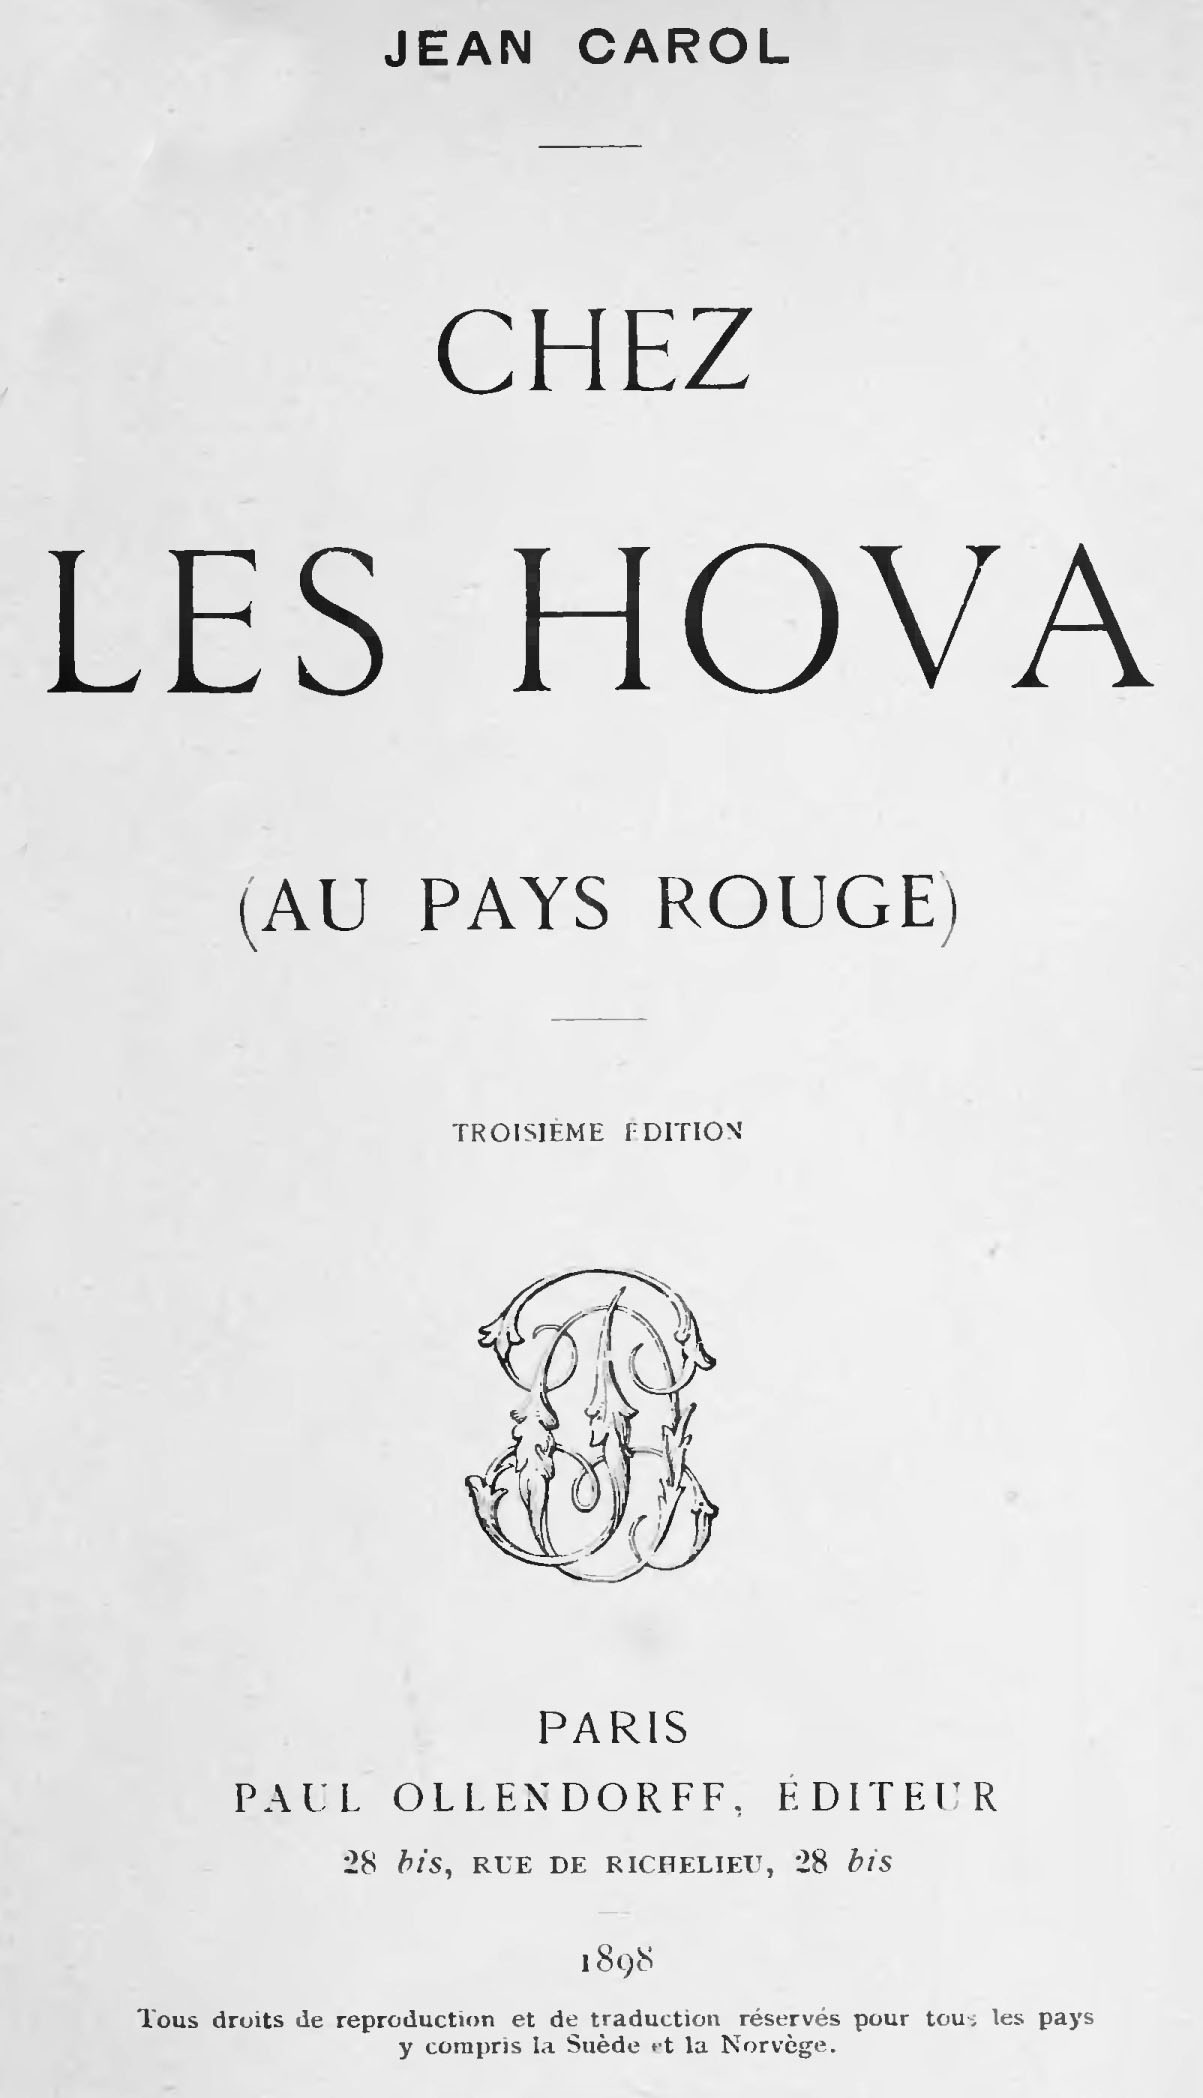 JEAN CAROL
CHEZ
LES HOVA
(AU PAYS ROUGE)
TROISIÈME ÉDITION
PARIS
PAUL OLLENDORFF, ÉDITEUR
28 bis, RUE DE RICHELIEU, 28 bis
1898
Tous droits de reproduction et de traduction réservés pour tous les pays
y compris la Suède et la Norvège.